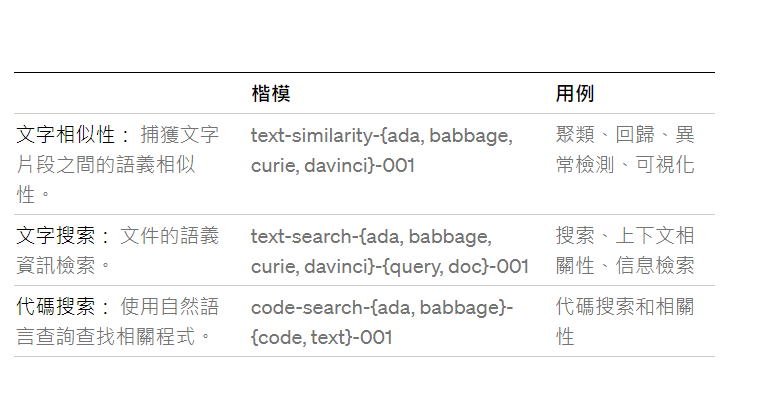 楷模 用例
文字相似性： 捕獲文字 text-similarity-{ada, babbage, 聚類、回歸、異
片段之間的語義相似 curie, davinci}-001 常檢測、可視化
性。
文字搜索： 文件的語義 text-search-{ada, babbage, 搜索、上下文相
資訊檢索。 curie, davinci}-{query, doc}-001 關性、信息檢索
代碼搜索： 使用自然語 code-search-{ada, babbage}- 代碼搜索和相關
言查詢查找相關程式。 {code, text}-001 性